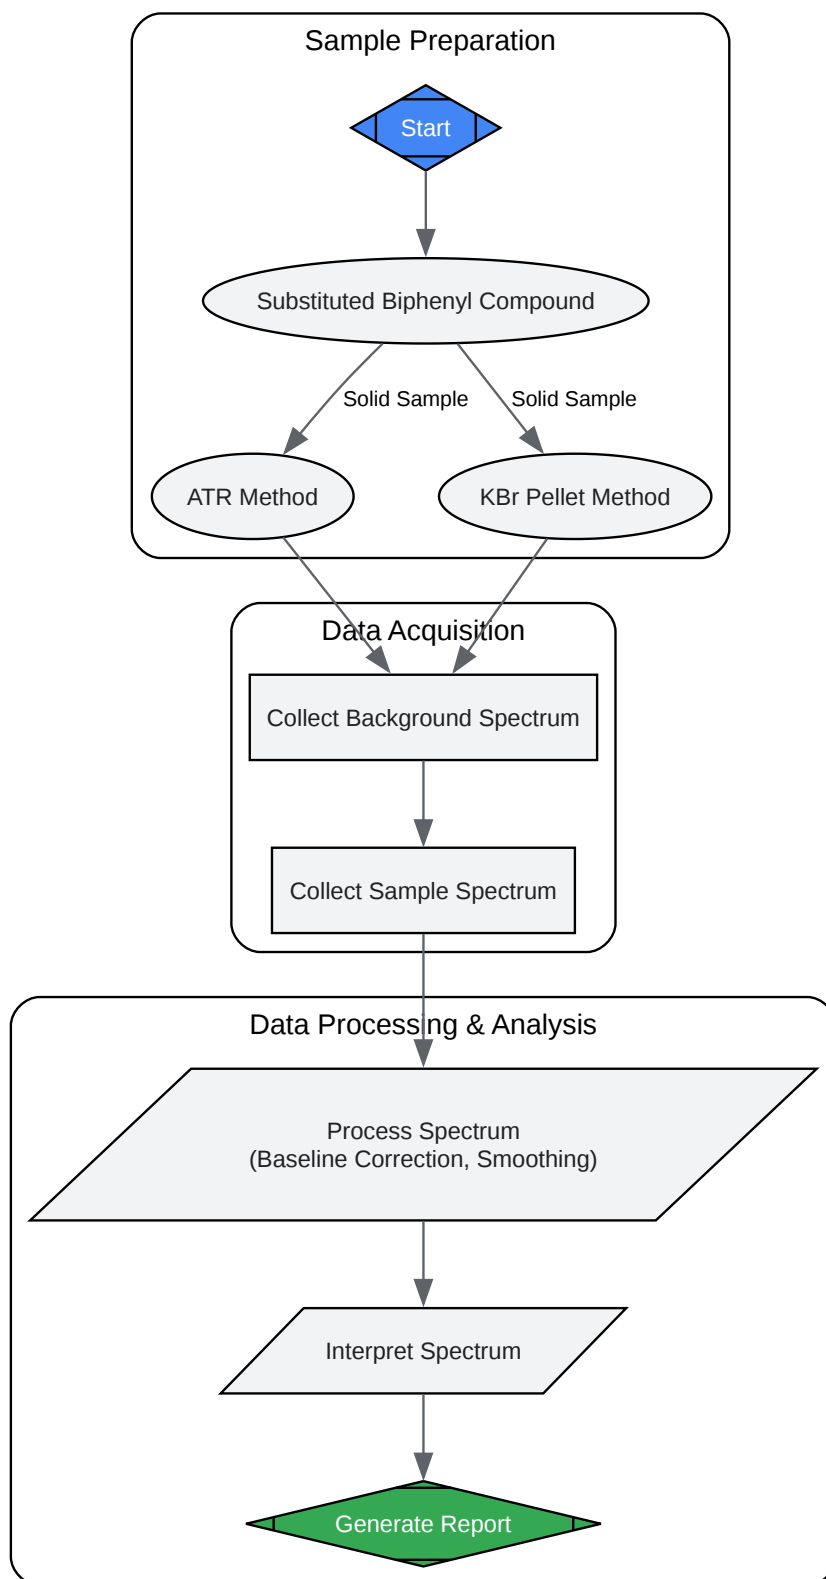 Sample Preparation
Start
Substituted Biphenyl Compound
Solid Sample
Solid Sample
ATR Method
KBr Pellet Method
Data Acquisition
Collect Background Spectrum
Collect Sample Spectrum
Data Processing & Analysis
Process Spectrum
(Baseline Correction, Smoothing)
Interpret Spectrum
Generate Report